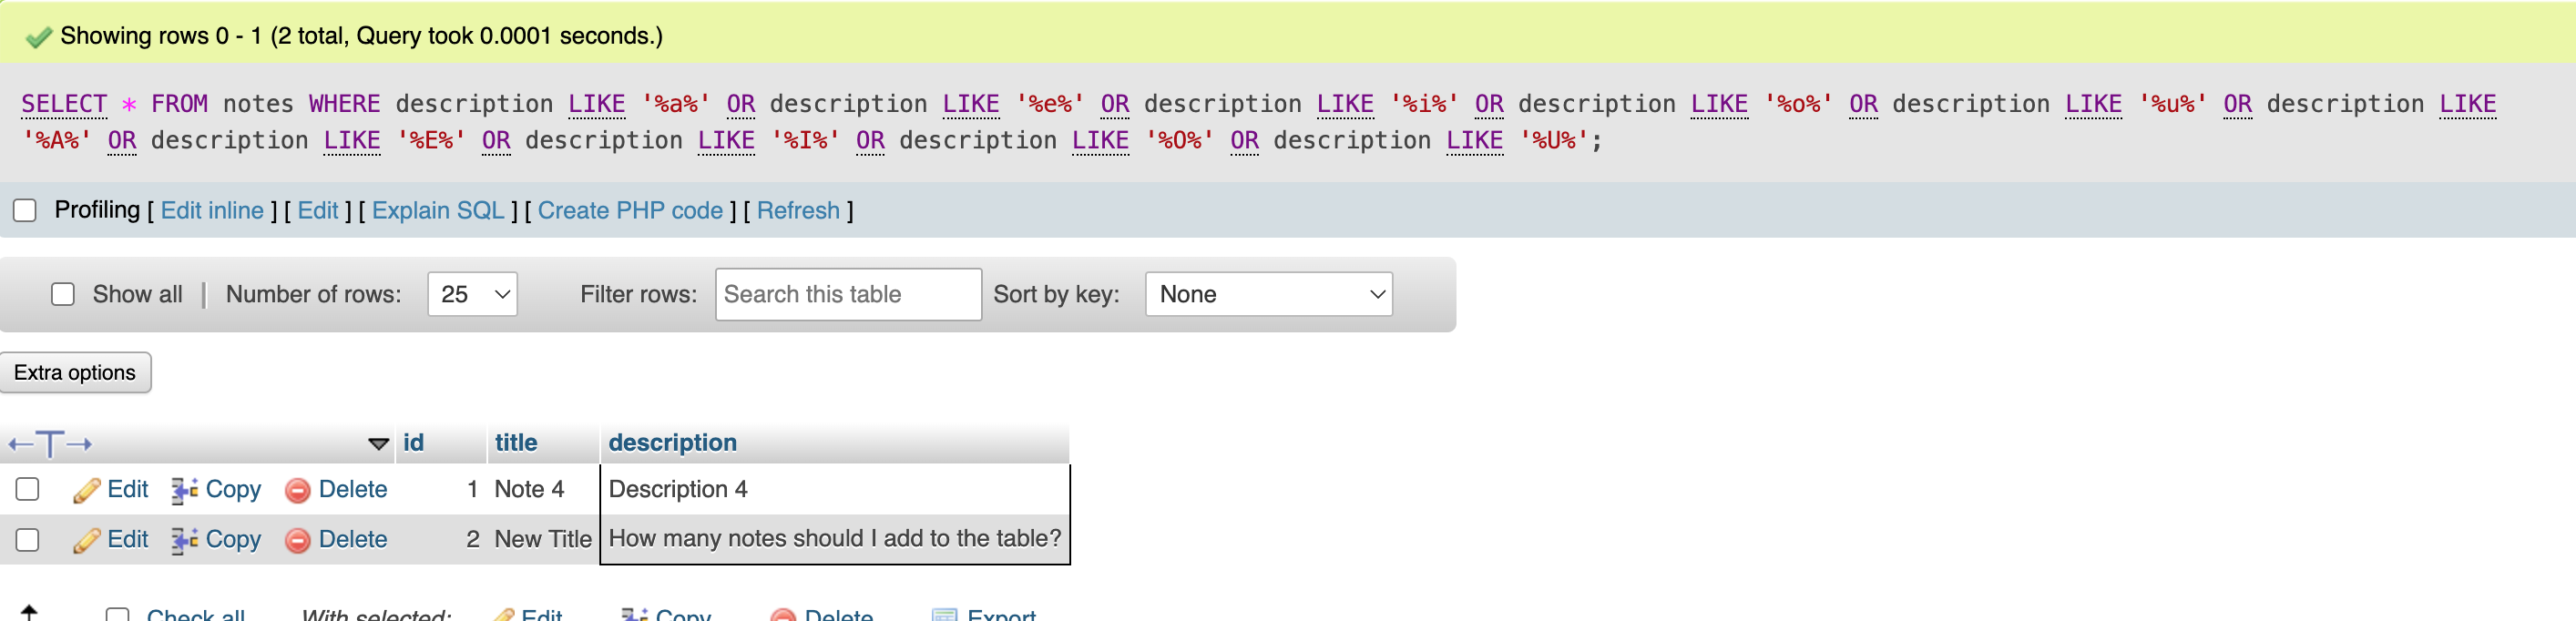 Showing rows 0 - 1 (2 total, Query took 0.0001 seconds.)
SELECT * FROM notes WHERE description LIKE '%a%' OR description LIKE '%e%' OR description LIKE '%i%' OR description LIKE '%o%' OR description LIKE '%u%' OR description LIKE
'%A%' OR description LIKE '%E%' OR description LIKE '%I%' OR description LIKE '%O%' OR description LIKE '%U%';
Profiling [ Edit inline ] [ Edit ] [ Explain SQL ] [ Create PHP code ] [ Refresh ]
Show all | Number of rows: 25 Filter rows: Search this table Sort by key: None
Extra options
id title description
Edit Copy Delete 1 Note 4 Description 4
Edit Copy Delete 2 New Title How many notes should I add to the table?
Check all With selected: Edit Copy Delete Export